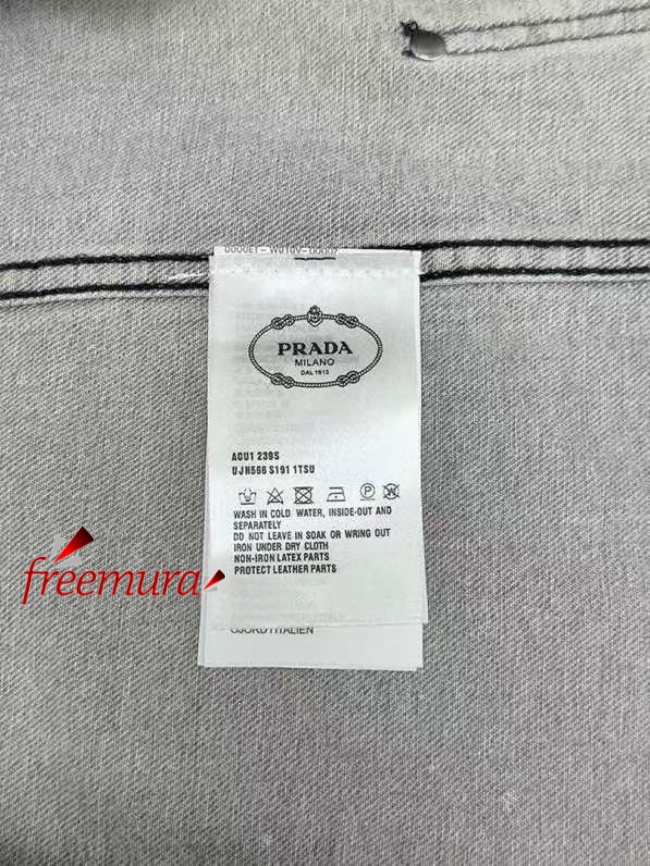 PRADA
MILANO
DAL 1913
AGU1 239S
UJN566 S191 1TSU
WASH IN COLD WATER, INSIDE-OUT AND
SEPARATELY
DO NOT LEAVE IN SOAK OR WRING OUT
IRON UNDER DRY CLOTH
NON-IRON LATEX PARTS
PROTECT LEATHER PARTS
freemura